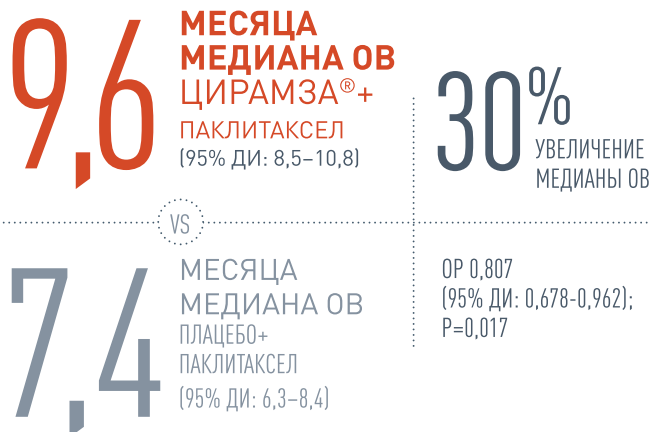 9,6
МЕСЯЦА
МЕДИАНА ОВ
ЦИРАМЗА®+
ПАКЛИТАКСЕЛ
(95% ДИ: 8,5–10,8)
30%
УВЕЛИЧЕНИЕ
МЕДИАНЫ ОВ
VS
7,4
МЕСЯЦА
МЕДИАНА ОВ
ПЛАЦЕБО+
ПАКЛИТАКСЕЛ
(95% ДИ: 6,3–8,4)
ОР 0,807
(95% ДИ: 0,678-0,962);
Р=0,017